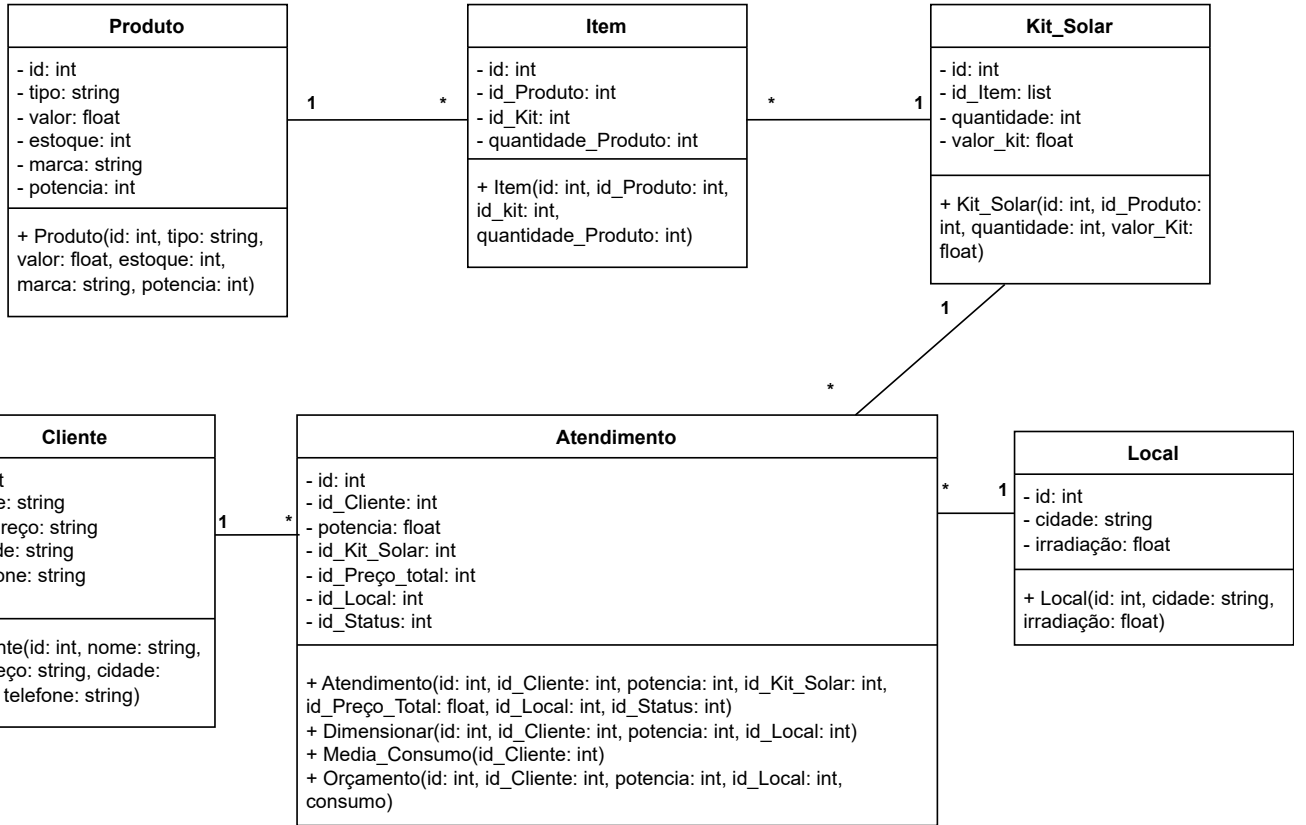 Produto
- id: int
- tipo: string
- valor: float
- estoque: int
- marca: string
- potencia: int
+ Produto(id: int, tipo: string,
valor: float, estoque: int,
marca: string, potencia: int)
1
*
Item
- id: int
- id_Produto: int
- id_Kit: int
- quantidade_Produto: int
+ Item(id: int, id_Produto: int,
id_kit: int,
quantidade_Produto: int)
*
1
Kit_Solar
- id: int
- id_Item: list
- quantidade: int
- valor_kit: float
+ Kit_Solar(id: int, id_Produto:
int, quantidade: int, valor_Kit:
float)
1
*
Cliente
t
e: string
reço: string
de: string
one: string
nte(id: int, nome: string,
eço: string, cidade:
telefone: string)
1
*
Atendimento
- id: int
- id_Cliente: int
- potencia: float
- id_Kit_Solar: int
- id_Preço_total: int
- id_Local: int
- id_Status: int
+ Atendimento(id: int, id_Cliente: int, potencia: int, id_Kit_Solar: int,
id_Preço_Total: float, id_Local: int, id_Status: int)
+ Dimensionar(id: int, id_Cliente: int, potencia: int, id_Local: int)
+ Media_Consumo(id_Cliente: int)
+ Orçamento(id: int, id_Cliente: int, potencia: int, id_Local: int,
consumo)
*
1
Local
- id: int
- cidade: string
- irradiação: float
+ Local(id: int, cidade: string,
irradiação: float)